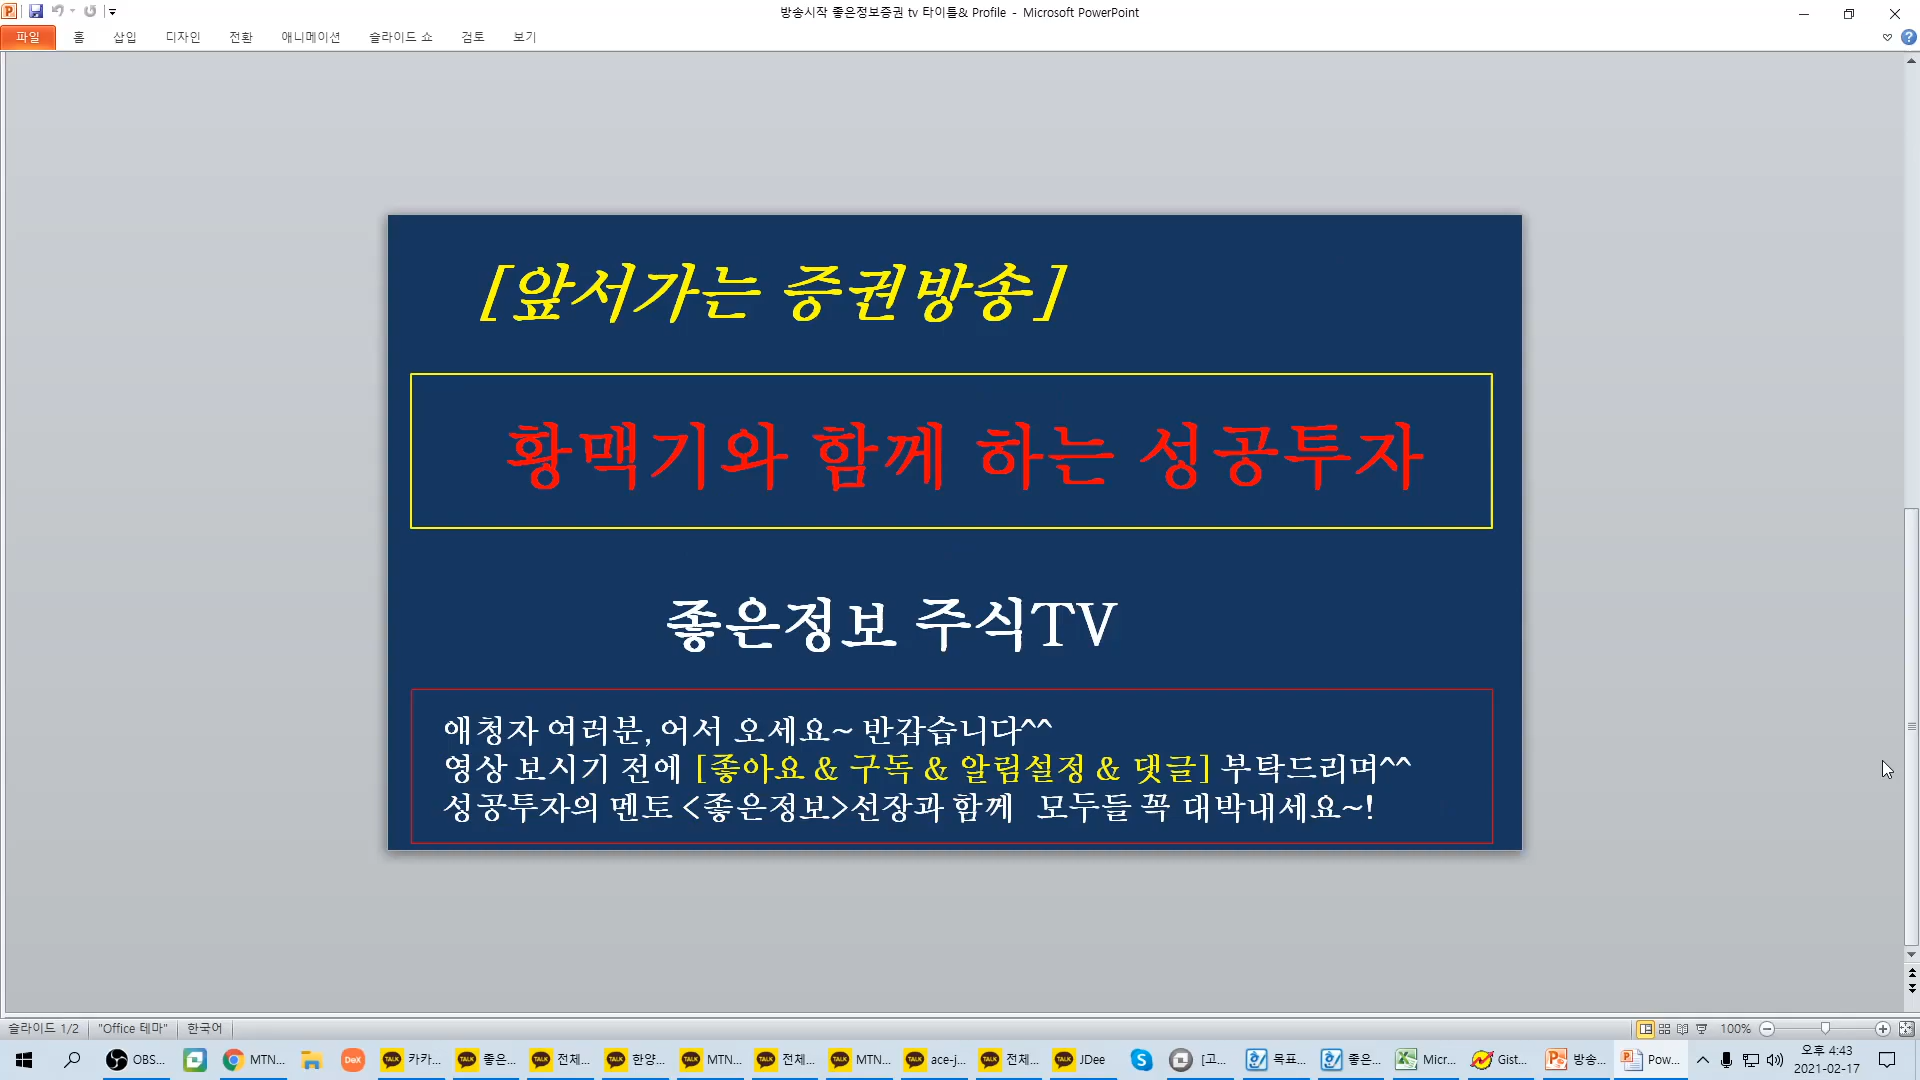 방송시작 좋은정보증권 tv 타이틀& Profile - Microsoft PowerPoint
파일 홈 삽입 디자인 전환 애니메이션 슬라이드 쇼 검토 보기
[앞서가는 증권방송]
황맥기와 함께 하는 성공투자
좋은정보 주식TV
애청자 여러분, 어서 오세요~ 반갑습니다^^
영상 보시기 전에 [좋아요 & 구독 & 알림설정 & 댓글] 부탁드리며^^
성공투자의 멘토 <좋은정보>선장과 함께 모두들 꼭 대박내세요~!
슬라이드 1/2 "Office 테마" 한국어 100%
OBS... MTN... DeX 카카... 좋은... 전체... 한양... MTN... 전체... MTN... ace-j... 전체... JDee [고... 목표... 좋은... Micr... Gist... 방송... Pow... 오후 4:43
2021-02-17